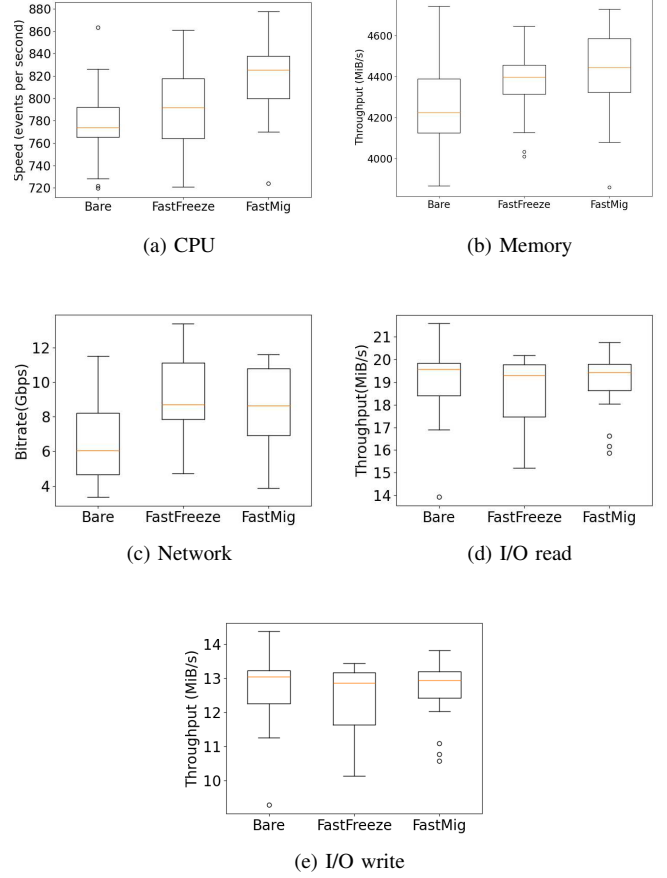 Speed (events per second)
880
860
840
820
800
780
760
740
720
Bare FastFreeze FastMig
(a) CPU
Throughput (MiB/s)
4600
4400
4200
4000
Bare FastFreeze FastMig
(b) Memory
Bitrate(Gbps)
12
10
8
6
4
Bare FastFreeze FastMig
(c) Network
Throughput(MiB/s)
21
20
19
18
17
16
15
14
Bare FastFreeze FastMig
(d) I/O read
Throughput (MiB/s)
14
13
12
11
10
Bare FastFreeze FastMig
(e) I/O write